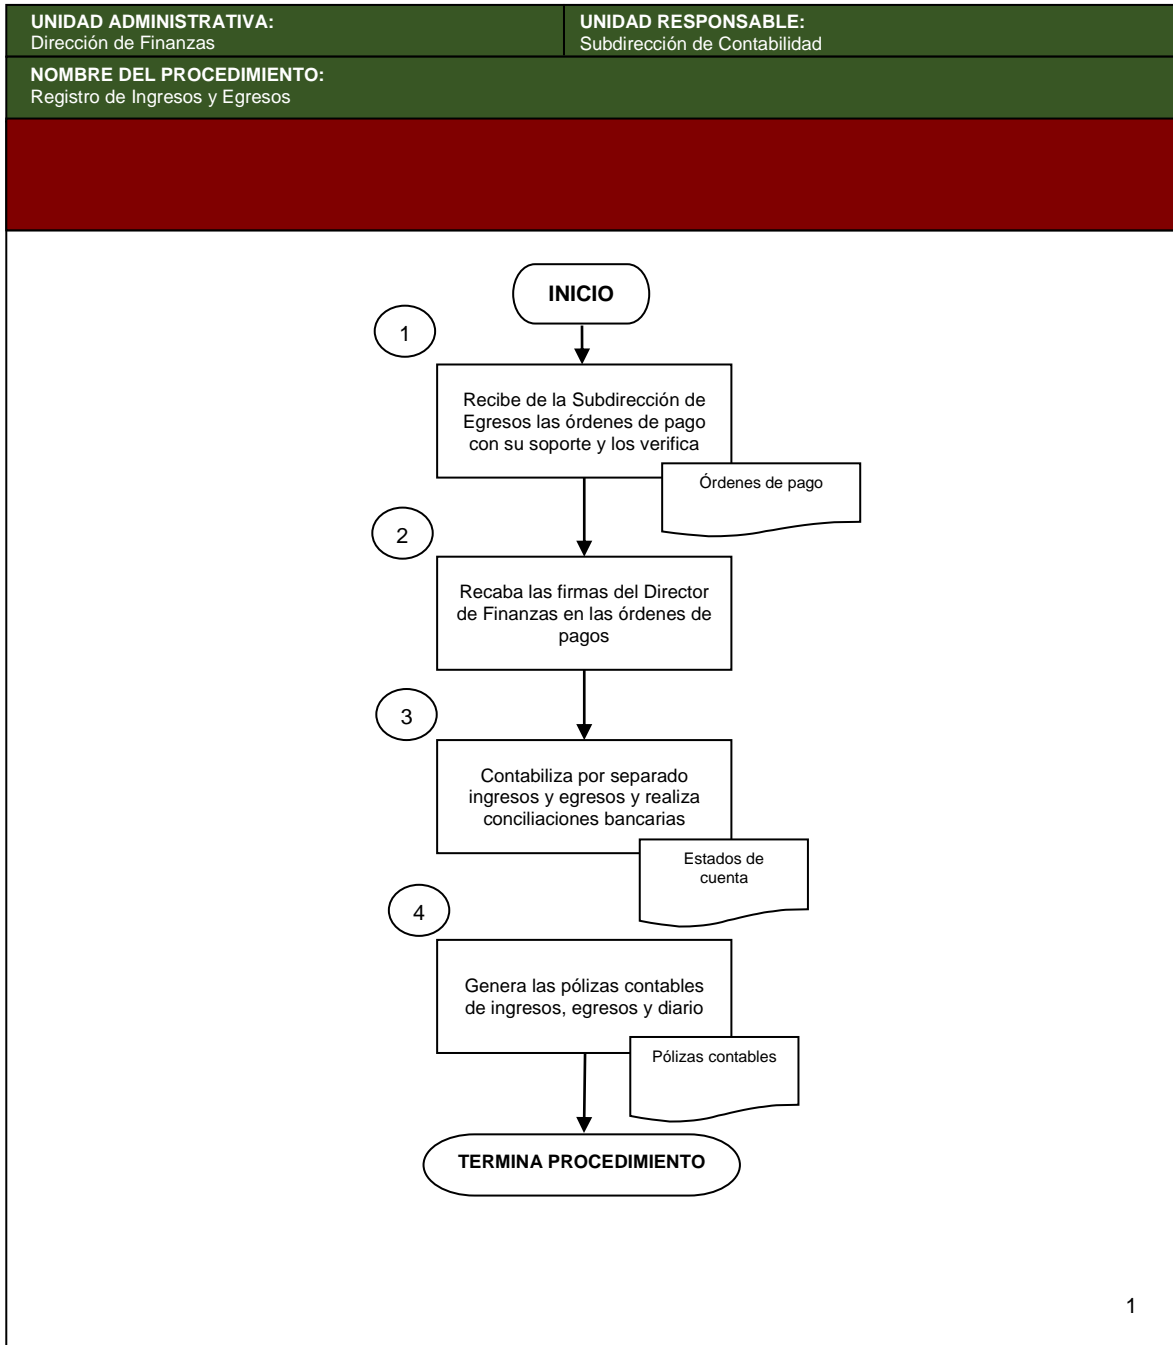 UNIDAD ADMINISTRATIVA:
Dirección de Finanzas
UNIDAD RESPONSABLE:
Subdirección de Contabilidad
NOMBRE DEL PROCEDIMIENTO:
Registro de Ingresos y Egresos
INICIO
1
Recibe de la Subdirección de
Egresos las órdenes de pago
con su soporte y los verifica
Órdenes de pago
2
Recaba las firmas del Director
de Finanzas en las órdenes de
pagos
3
Contabiliza por separado
ingresos y egresos y realiza
conciliaciones bancarias
Estados de
cuenta
4
Genera las pólizas contables
de ingresos, egresos y diario
Pólizas contables
TERMINA PROCEDIMIENTO
1